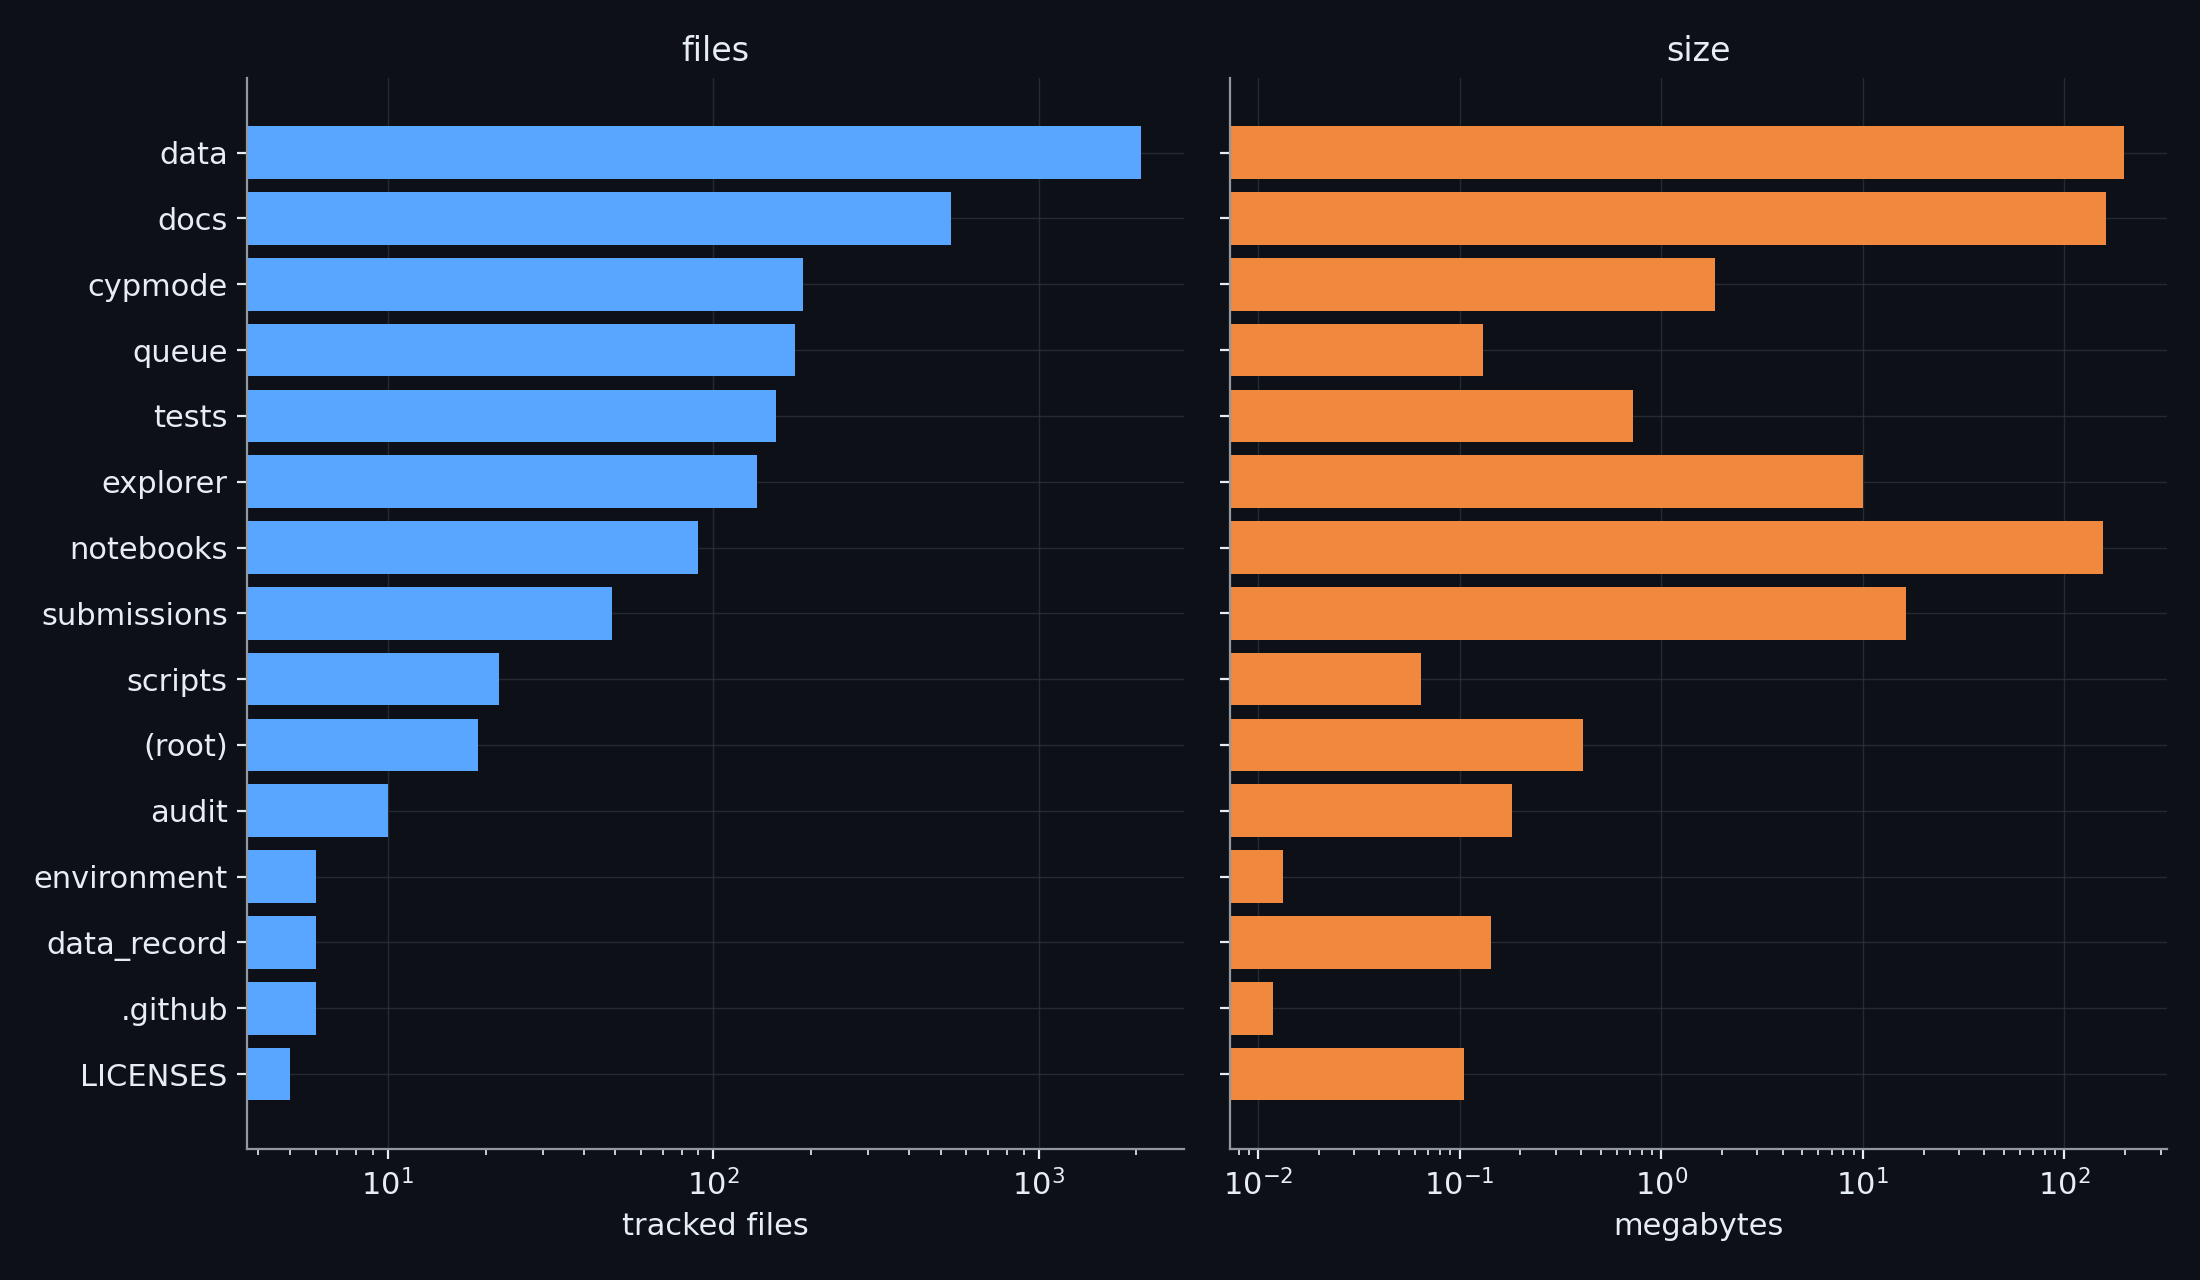 files
size
data
docs
cypmode
queue
tests
explorer
notebooks
submissions
scripts
(root)
audit
environment
data_record
.github
LICENSES
10¹ 10² 10³
10⁻² 10⁻¹ 10⁰ 10¹ 10²
tracked files
megabytes